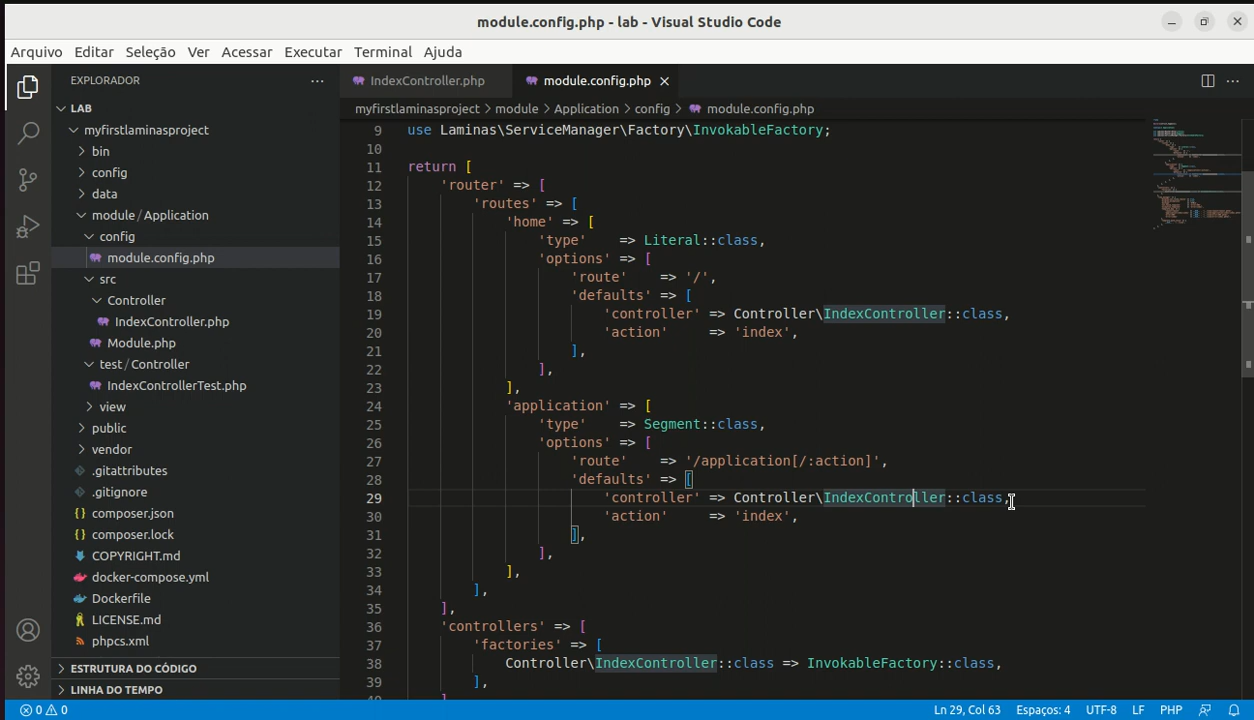 module.config.php - lab - Visual Studio Code
Arquivo Editar Seleção Ver Acessar Executar Terminal Ajuda
EXPLORADOR
LAB
myfirstlaminasproject
bin
config
data
module / Application
config
module.config.php
src
Controller
IndexController.php
Module.php
test / Controller
IndexControllerTest.php
view
public
vendor
.gitattributes
.gitignore
composer.json
composer.lock
COPYRIGHT.md
docker-compose.yml
Dockerfile
LICENSE.md
phpcs.xml
ESTRUTURA DO CÓDIGO
LINHA DO TEMPO
IndexController.php module.config.php
myfirstlaminasproject > module > Application > config > module.config.php
9 use Laminas\ServiceManager\Factory\InvokableFactory;
10
11 return [
12 'router' => [
13 'routes' => [
14 'home' => [
15 'type' => Literal::class,
16 'options' => [
17 'route' => '/',
18 'defaults' => [
19 'controller' => Controller\IndexController::class,
20 'action' => 'index',
21 ],
22 ],
23 ],
24 'application' => [
25 'type' => Segment::class,
26 'options' => [
27 'route' => '/application[/:action]',
28 'defaults' => [
29 'controller' => Controller\IndexController::class,
30 'action' => 'index',
31 ],
32 ],
33 ],
34 ],
35 ],
36 'controllers' => [
37 'factories' => [
38 Controller\IndexController::class => InvokableFactory::class,
39 ],
0 0 Ln 29, Col 63 Espaços: 4 UTF-8 LF PHP